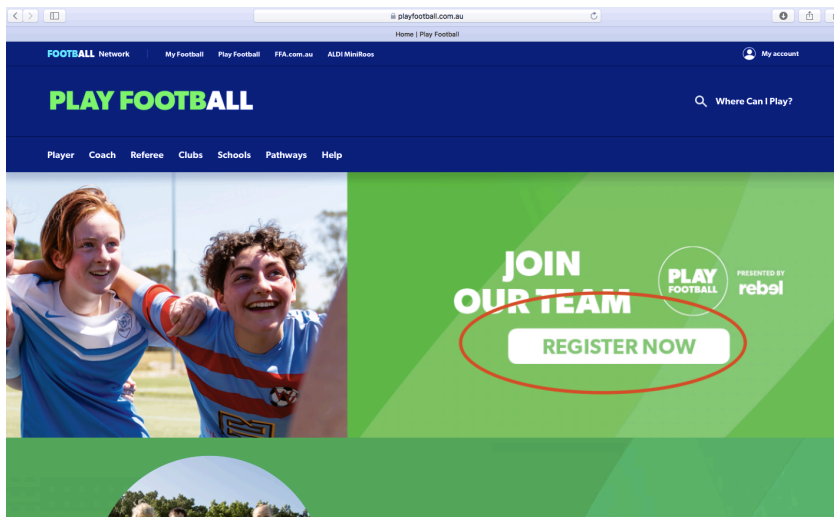 playfootball.com.au
Home | Play Football
FOOTBALL Network My Football Play Football FFA.com.au ALDI MiniRoos My account
PLAY FOOTBALL
Where Can I Play?
Player Coach Referee Clubs Schools Pathways Help
JOIN
OUR TEAM
PLAY
FOOTBALL
PRESENTED BY
rebel
REGISTER NOW